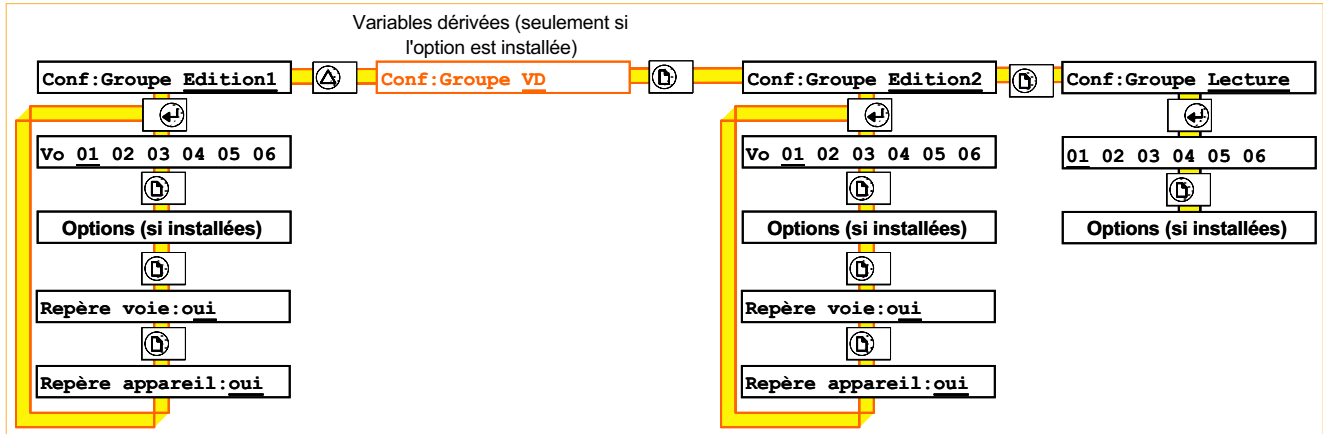 Variables dérivées (seulement si
l'option est installée)
Conf:Groupe Edition1
Conf:Groupe VD
Conf:Groupe Edition2
Conf:Groupe Lecture
Vo 01 02 03 04 05 06
Vo 01 02 03 04 05 06
01 02 03 04 05 06
Options (si installées)
Options (si installées)
Options (si installées)
Repère voie:oui
Repère voie:oui
Repère appareil:oui
Repère appareil:oui